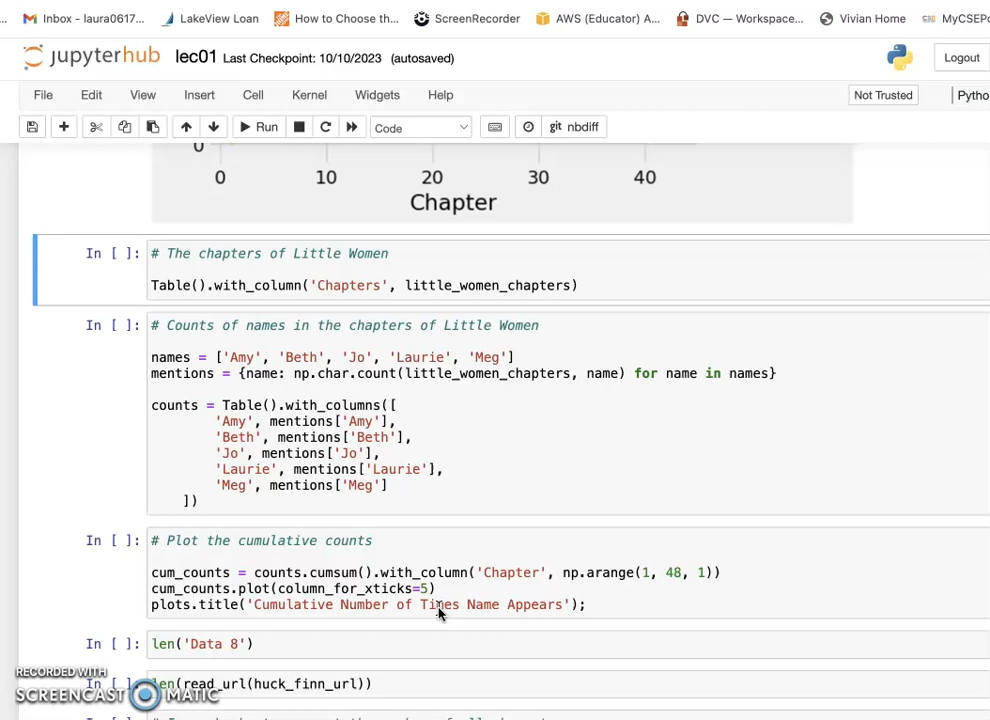 Inbox - laura0617...
LakeView Loan
How to Choose the...
ScreenRecorder
AWS (Educator) A...
DVC — Workspace...
Vivian Home
MyCSEPo
jupyterhub lec01 Last Checkpoint: 10/10/2023 (autosaved)
Logout
File Edit View Insert Cell Kernel Widgets Help
Not Trusted
Pytho
Run
Code
git nbdiff
0
0 10 20 30 40
Chapter
In [ ]:
# The chapters of Little Women
Table().with_column('Chapters', little_women_chapters)
In [ ]:
# Counts of names in the chapters of Little Women
names = ['Amy', 'Beth', 'Jo', 'Laurie', 'Meg']
mentions = {name: np.char.count(little_women_chapters, name) for name in names}
counts = Table().with_columns([
'Amy', mentions['Amy'],
'Beth', mentions['Beth'],
'Jo', mentions['Jo'],
'Laurie', mentions['Laurie'],
'Meg', mentions['Meg']
])
In [ ]:
# Plot the cumulative counts
cum_counts = counts.cumsum().with_column('Chapter', np.arange(1, 48, 1))
cum_counts.plot(column_for_xticks=5)
plots.title('Cumulative Number of Times Name Appears');
In [ ]:
len('Data 8')
In [ ]:
len(read_url(huck_finn_url))
RECORDED WITH
SCREENCAST MATIC